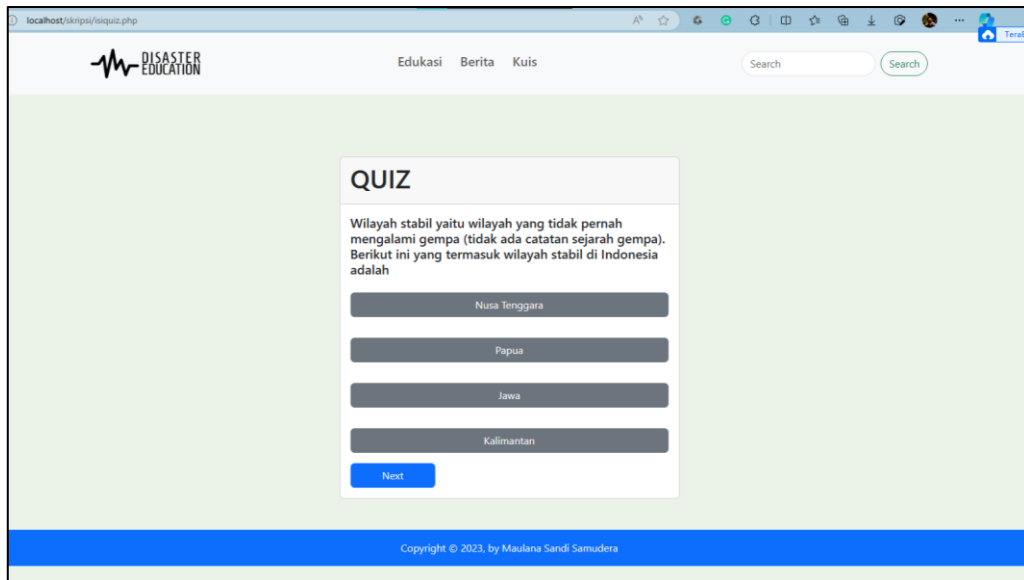 localhost/skripsi/isiquiz.php
DISASTER
EDUCATION
Edukasi Berita Kuis
Search
Search
QUIZ
Wilayah stabil yaitu wilayah yang tidak pernah
mengalami gempa (tidak ada catatan sejarah gempa).
Berikut ini yang termasuk wilayah stabil di Indonesia
adalah
Nusa Tenggara
Papua
Jawa
Kalimantan
Next
Copyright © 2023, by Maulana Sandi Samudera